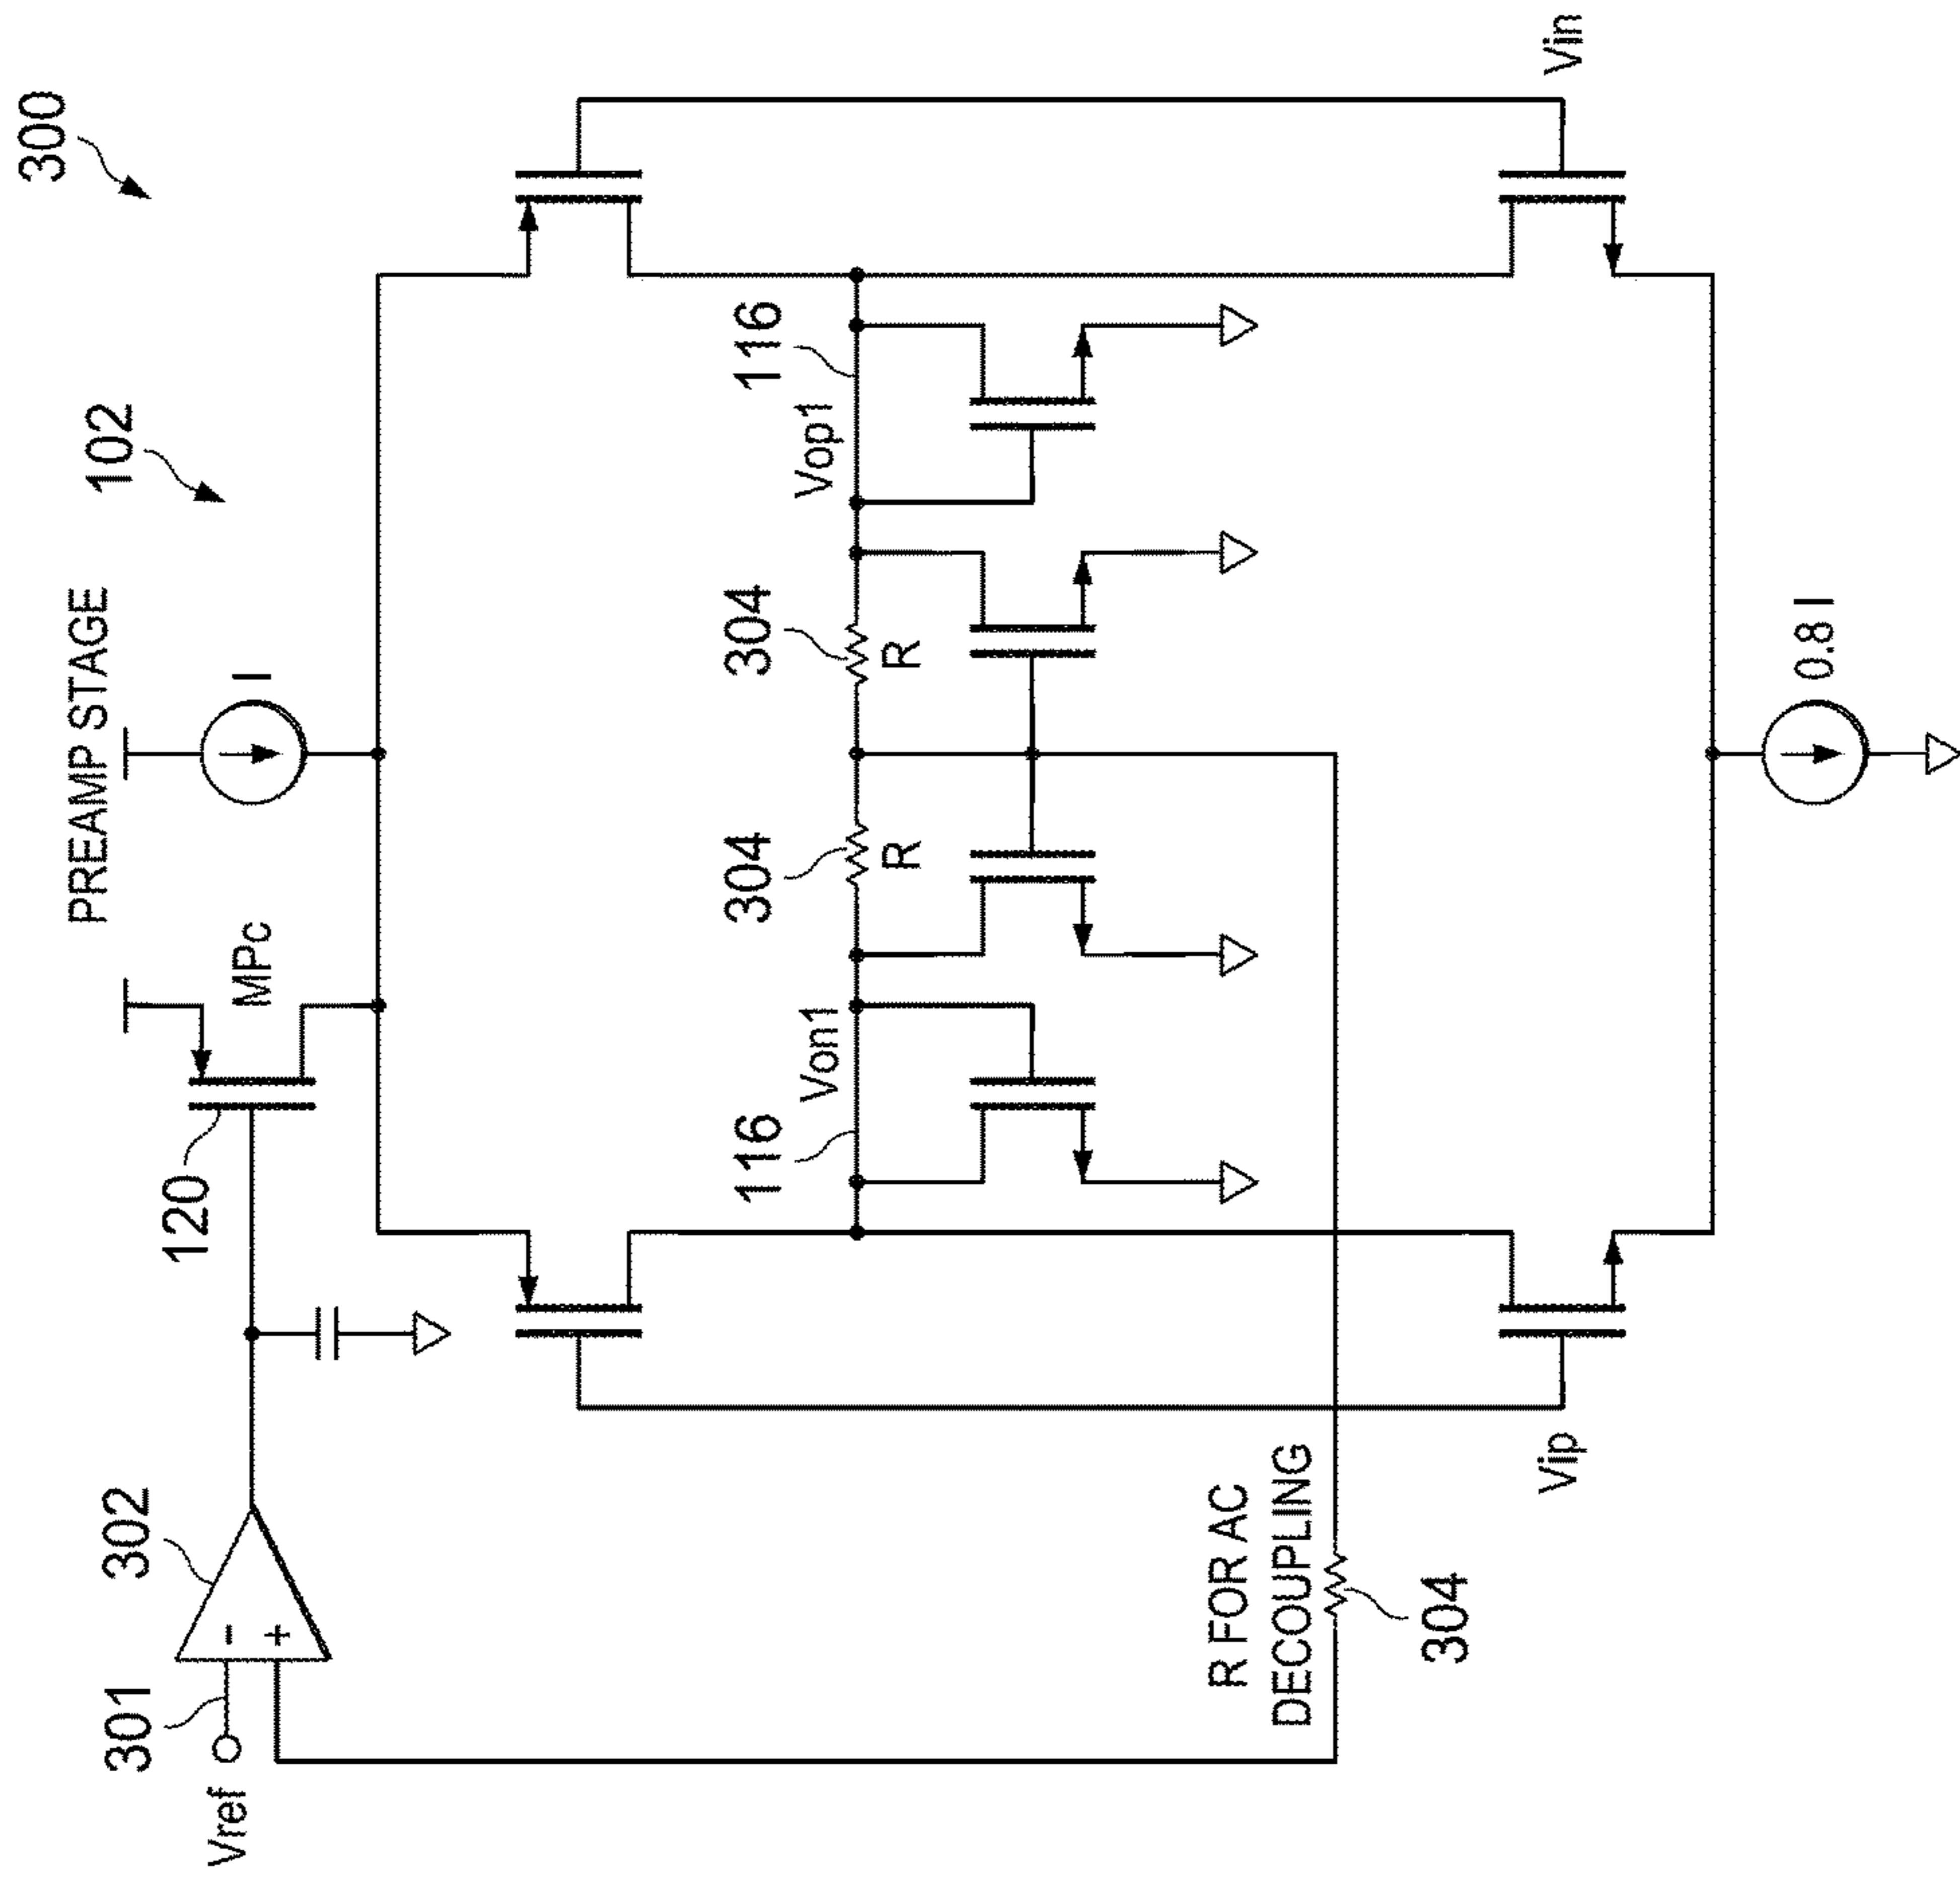 300
102
PREAMP STAGE
I
MPc
120
302
301
Vref
-
+
116
Vop1
304
R
304
R
Von1
116
Vin
Vip
R FOR AC
DECOUPLING
304
0.8 I